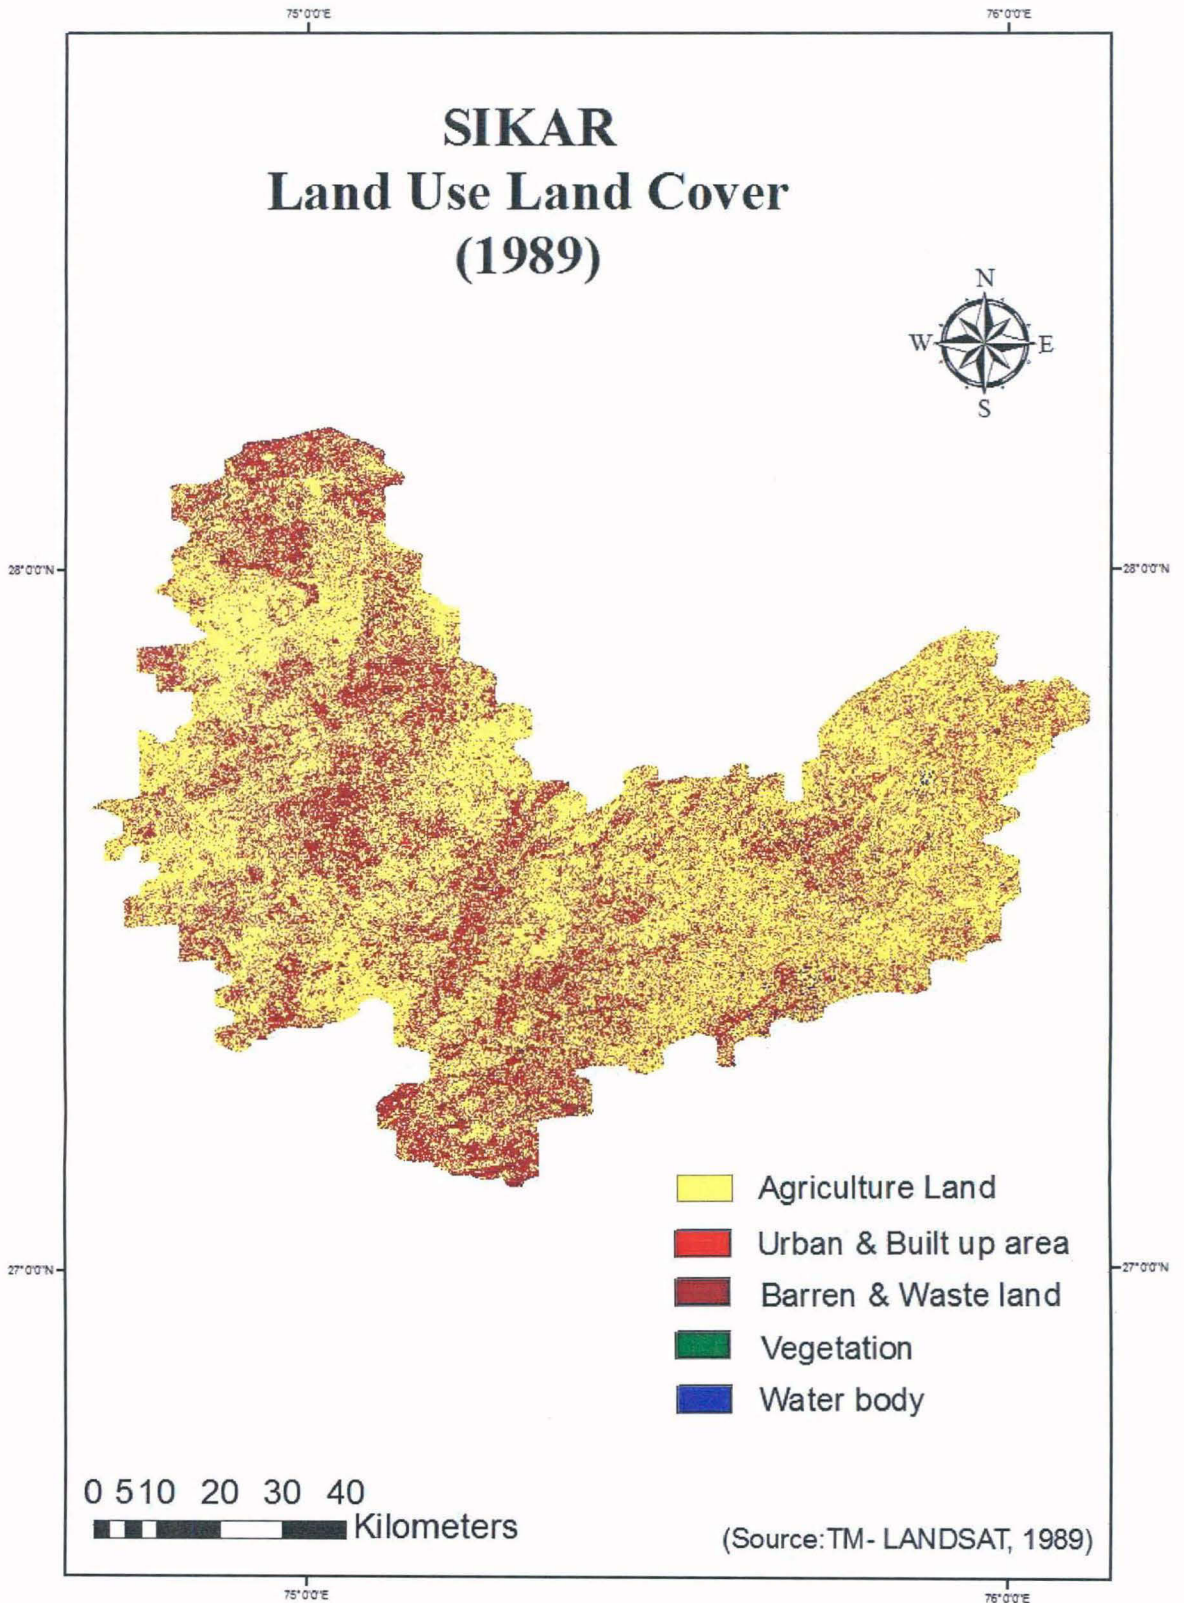 75°0'0"E 76°0'0"E
SIKAR
Land Use Land Cover
(1989)
N
W E
S
28°0'0"N 28°0'0"N
Agriculture Land
Urban & Built up area
27°0'0"N 27°0'0"N
Barren & Waste land
Vegetation
Water body
0 5 10 20 30 40
Kilometers
(Source:TM- LANDSAT, 1989)
75°0'0"E 76°0'0"E